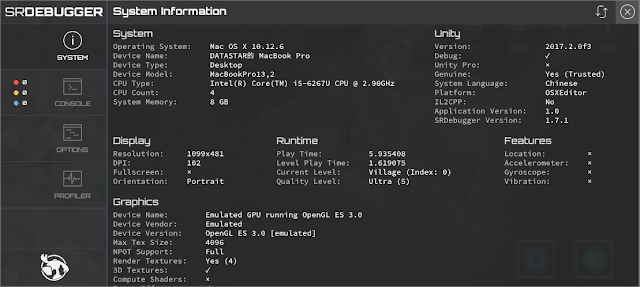 SRDEBUGGER
System Information
SYSTEM
0
CONSOLE
0
0
OPTIONS
PROFILER
System
Operating System: Mac OS X 10.12.6
Device Name: DATASTAR的 MacBook Pro
Device Type: Desktop
Device Model: MacBookPro13,2
CPU Type: Intel(R) Core(TM) i5-6267U CPU @ 2.90GHz
CPU Count: 4
System Memory: 8 GB
Unity
Version: 2017.2.0f3
Debug: ✓
Unity Pro: ×
Genuine: Yes (Trusted)
System Language: Chinese
Platform: OSXEditor
IL2CPP: No
Application Version: 1.0
SRDebugger Version: 1.7.1
Display
Resolution: 1099x481
DPI: 102
Fullscreen: ×
Orientation: Portrait
Runtime
Play Time: 5.935408
Level Play Time: 1.619075
Current Level: Village (Index: 0)
Quality Level: Ultra (5)
Features
Location: ×
Accelerometer: ×
Gyroscope: ×
Vibration: ×
Graphics
Device Name: Emulated GPU running OpenGL ES 3.0
Device Vendor: Emulated
Device Version: OpenGL ES 3.0 [emulated]
Max Tex Size: 4096
NPOT Support: Full
Render Textures: Yes (4)
3D Textures: ✓
Compute Shaders: ×